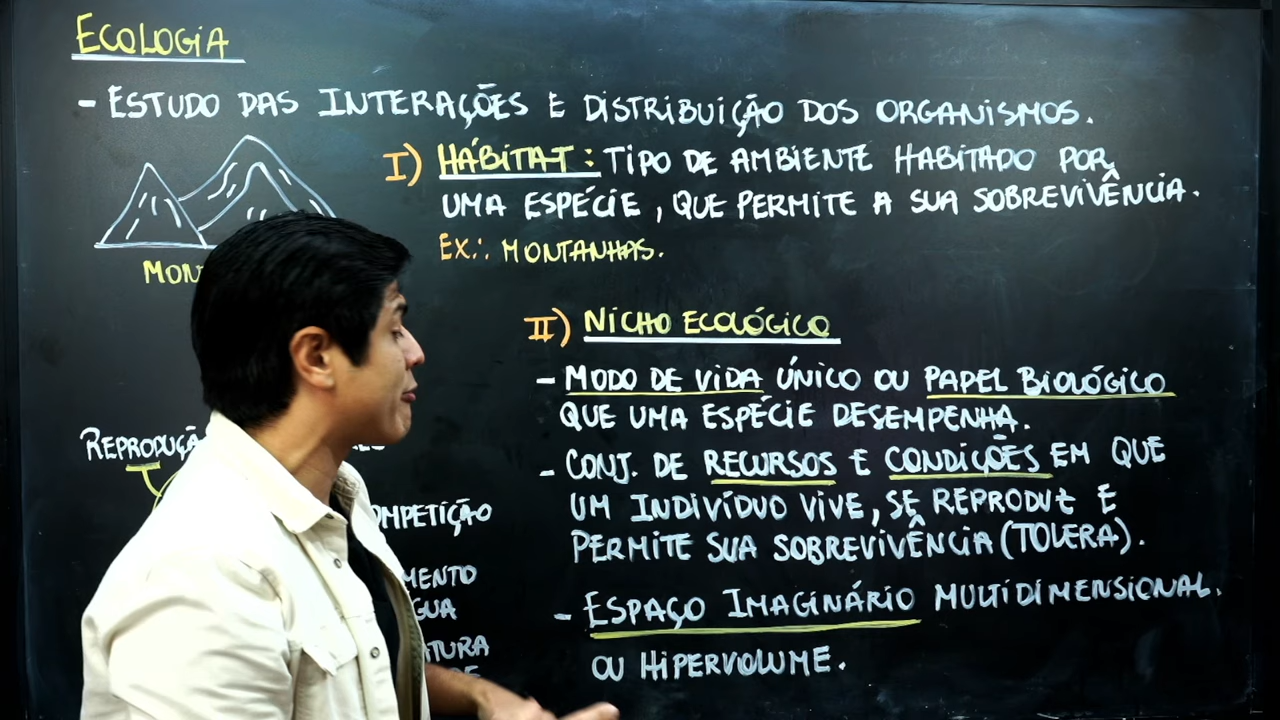 ECOLOGIA
- ESTUDO DAS INTERAÇÕES E DISTRIBUIÇÃO DOS ORGANISMOS.
I) HÁBITAT: TIPO DE AMBIENTE HABITADO POR
UMA ESPÉCIE, QUE PERMITE A SUA SOBREVIVÊNCIA.
EX.: MONTANHAS.
II) NICHO ECOLÓGICO
- MODO DE VIDA ÚNICO OU PAPEL BIOLÓGICO
QUE UMA ESPÉCIE DESEMPENHA.
- CONJ. DE RECURSOS E CONDIÇÕES EM QUE
UM INDIVÍDUO VIVE, SE REPRODUZ E
PERMITE SUA SOBREVIVÊNCIA (TOLERA).
- ESPAÇO IMAGINÁRIO MULTIDIMENSIONAL.
OU HIPERVOLUME.